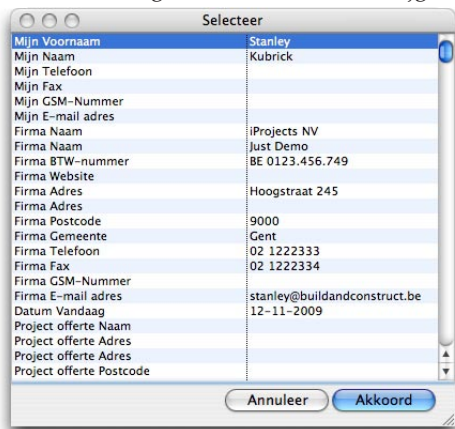 Selecteer
Mijn Voornaam Stanley
Mijn Naam Kubrick
Mijn Telefoon
Mijn Fax
Mijn GSM-Nummer
Mijn E-mail adres
Firma Naam iProjects NV
Firma Naam Just Demo
Firma BTW-nummer BE 0123.456.749
Firma Website
Firma Adres Hoogstraat 245
Firma Adres
Firma Postcode 9000
Firma Gemeente Gent
Firma Telefoon 02 1222333
Firma Fax 02 1222334
Firma GSM-Nummer
Firma E-mail adres stanley@buildandconstruct.be
Datum Vandaag 12-11-2009
Project offerte Naam
Project offerte Adres
Project offerte Adres
Project offerte Postcode
Annuleer Akkoord